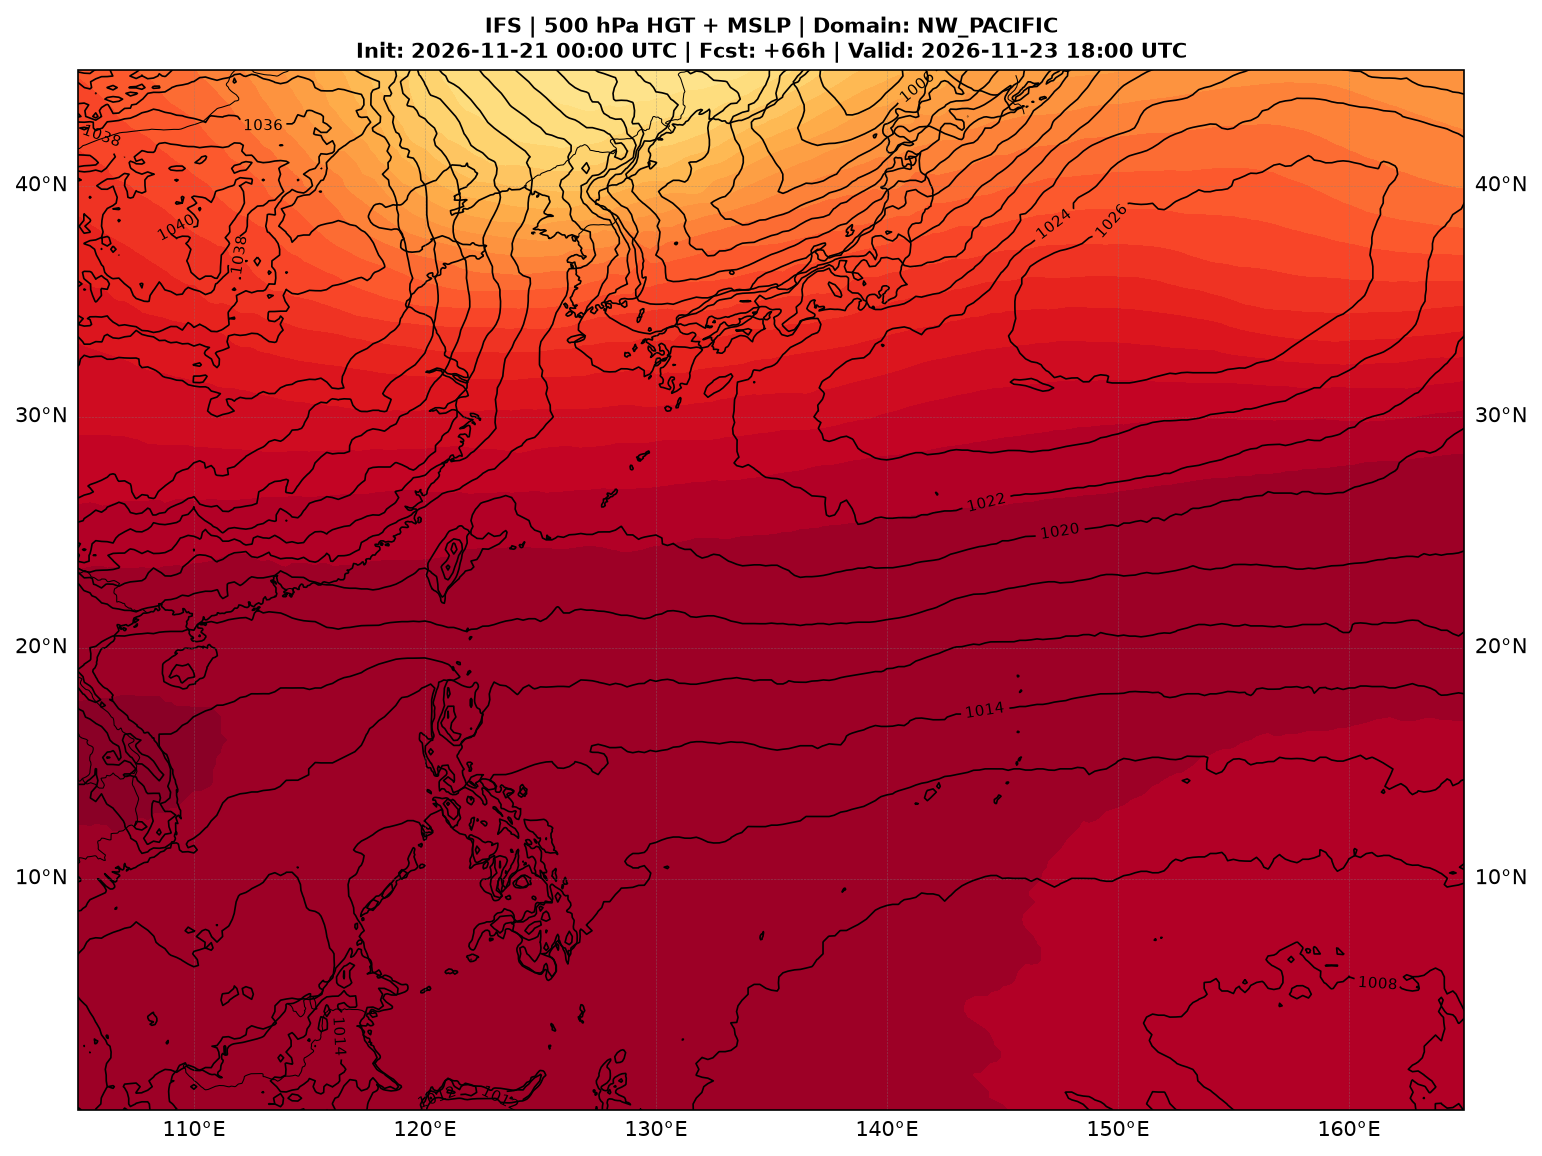 IFS | 500 hPa HGT + MSLP | Domain: NW_PACIFIC
Init: 2026-11-21 00:00 UTC | Fcst: +66h | Valid: 2026-11-23 18:00 UTC
1006
1038
1036
40°N
40°N
1040
1038
1024
1026
30°N
30°N
1022
1020
20°N
20°N
1014
10°N
10°N
1008
1014
110°E
120°E
130°E
140°E
150°E
160°E